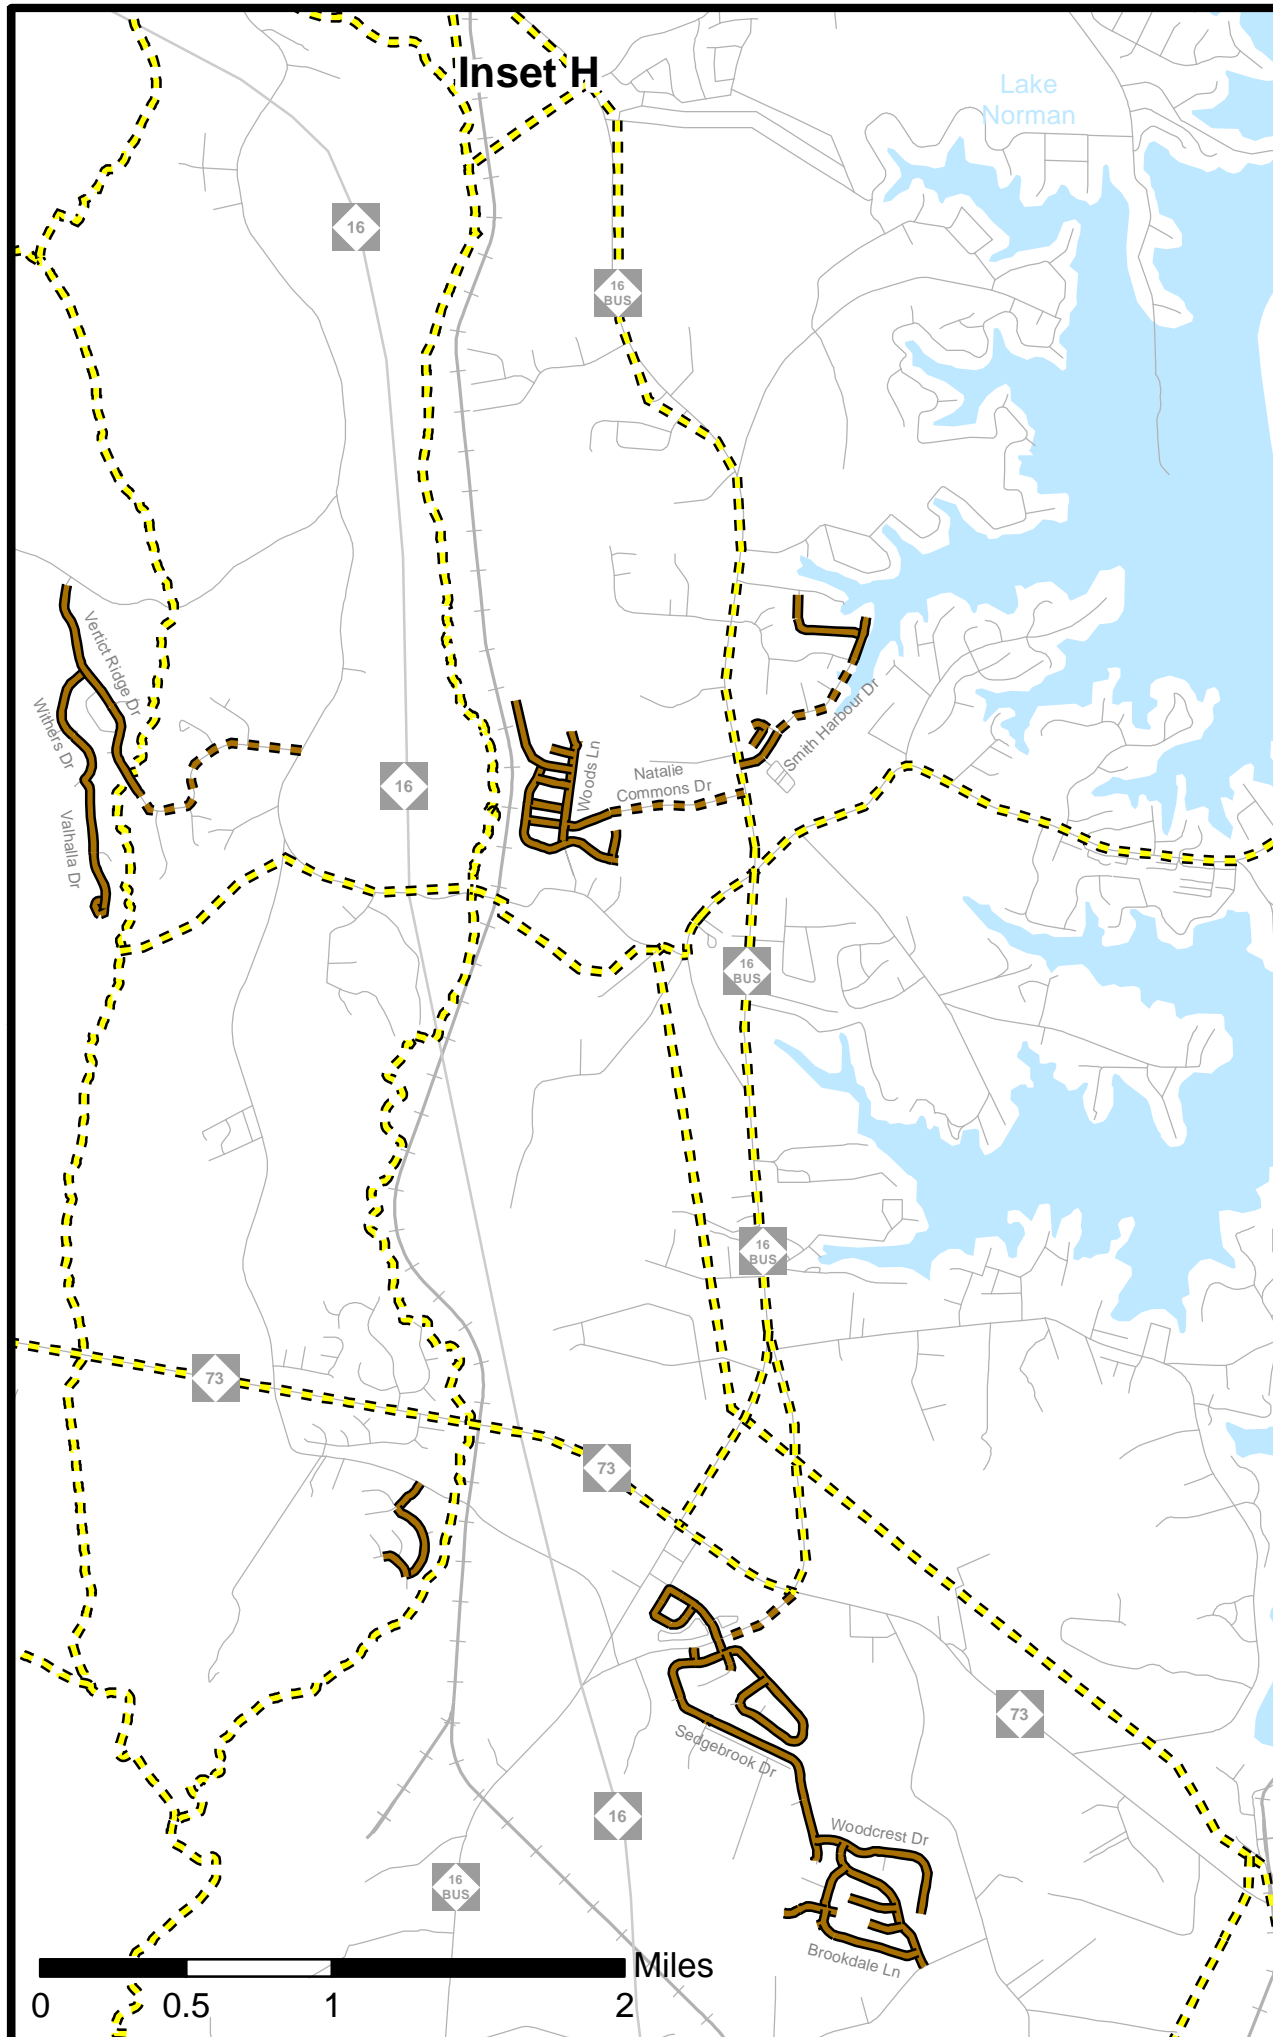 Inset H
Lake
Norman
16
16
BUS
Vertict Ridge Dr
Withers Dr
Smith Harbour Dr
Woods Ln
Natalie
Commons Dr
16
Valhalla Dr
16
BUS
16
BUS
73
73
73
Sedgebrook Dr
16
Woodcrest Dr
16
BUS
Brookdale Ln
Miles
0 0.5 1 2